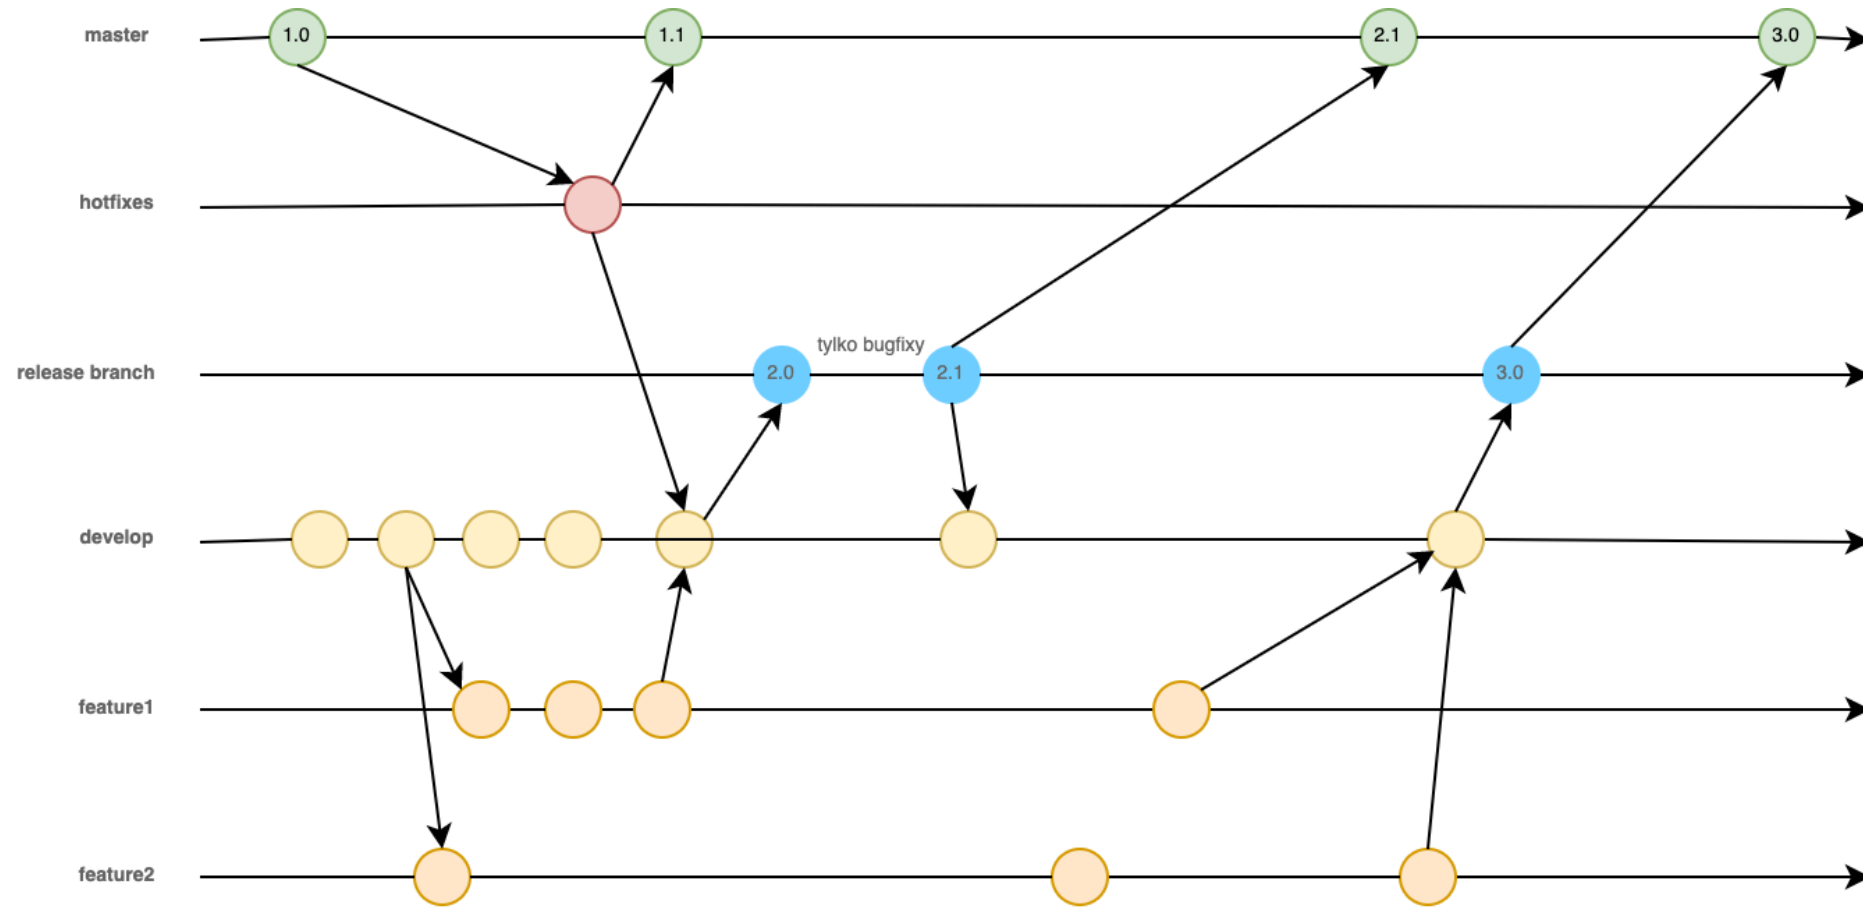 master
1.0
1.1
2.1
3.0
hotfixes
tylko bugfixy
release branch
2.0
2.1
3.0
develop
feature1
feature2